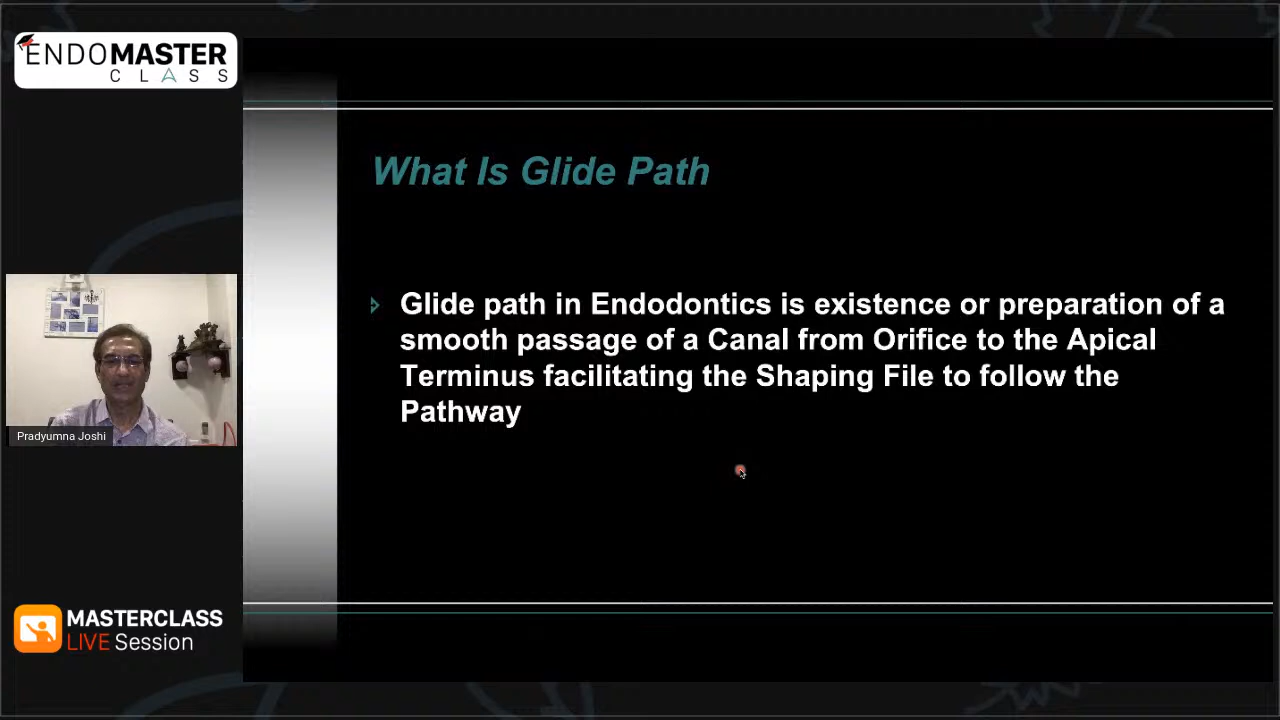 ENDOMASTER
CLASS
What Is Glide Path
Glide path in Endodontics is existence or preparation of a
smooth passage of a Canal from Orifice to the Apical
Terminus facilitating the Shaping File to follow the
Pathway
Pradyumna Joshi
MASTERCLASS
LIVE Session